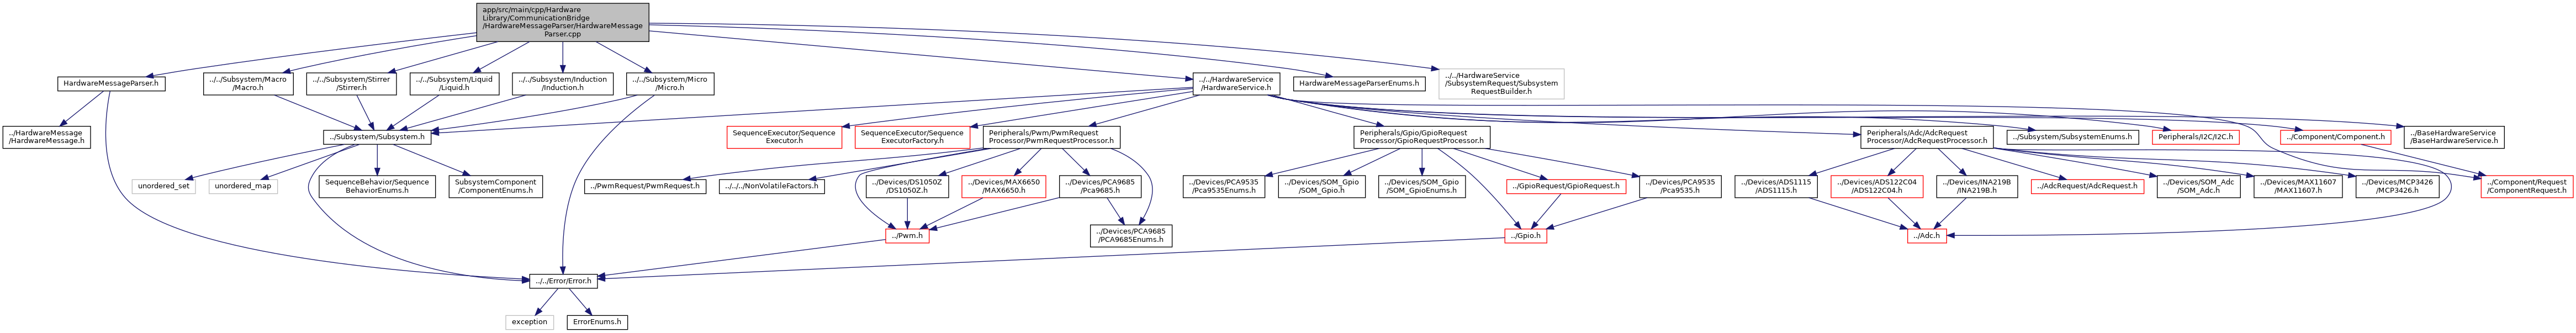 app/src/main/cpp/Hardware
Library/CommunicationBridge
/HardwareMessageParser/HardwareMessage
Parser.cpp
HardwareMessageParser.h
../../Subsystem/Macro
/Macro.h
../../Subsystem/Stirrer
/Stirrer.h
../../Subsystem/Liquid
/Liquid.h
../../Subsystem/Induction
/Induction.h
../../Subsystem/Micro
/Micro.h
../../HardwareService
/HardwareService.h
HardwareMessageParserEnums.h
../../HardwareService
/SubsystemRequest/Subsystem
RequestBuilder.h
../HardwareMessage
/HardwareMessage.h
../Subsystem/Subsystem.h
SequenceExecutor/Sequence
Executor.h
SequenceExecutor/Sequence
ExecutorFactory.h
Peripherals/Pwm/PwmRequest
Processor/PwmRequestProcessor.h
Peripherals/Gpio/GpioRequest
Processor/GpioRequestProcessor.h
Peripherals/Adc/AdcRequest
Processor/AdcRequestProcessor.h
../Subsystem/SubsystemEnums.h
Peripherals/I2C/I2C.h
../Component/Component.h
../BaseHardwareService
/BaseHardwareService.h
unordered_set
unordered_map
SequenceBehavior/Sequence
BehaviorEnums.h
SubsystemComponent
/ComponentEnums.h
../PwmRequest/PwmRequest.h
../../../NonVolatileFactors.h
../Devices/DS1050Z
/DS1050Z.h
../Devices/MAX6650
/MAX6650.h
../Devices/PCA9685
/Pca9685.h
../Devices/PCA9535
/Pca9535Enums.h
../Devices/SOM_Gpio
/SOM_Gpio.h
../Devices/SOM_Gpio
/SOM_GpioEnums.h
../GpioRequest/GpioRequest.h
../Devices/PCA9535
/Pca9535.h
../Devices/ADS1115
/ADS1115.h
../Devices/ADS122C04
/ADS122C04.h
../Devices/INA219B
/INA219B.h
../AdcRequest/AdcRequest.h
../Devices/SOM_Adc
/SOM_Adc.h
../Devices/MAX11607
/MAX11607.h
../Devices/MCP3426
/MCP3426.h
../Component/Request
/ComponentRequest.h
../Pwm.h
../Devices/PCA9685
/PCA9685Enums.h
../Gpio.h
../Adc.h
../../Error/Error.h
exception
ErrorEnums.h